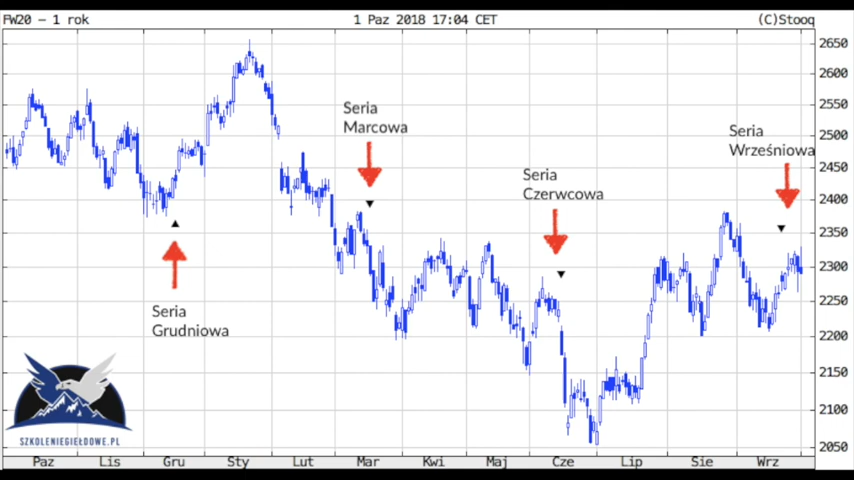 FW20 – 1 rok 1 Paz 2018 17:04 CET (C)Stooq
2650
2600
2550
2500
2450
2400
2350
2300
2250
2200
2150
2100
2050
Seria
Marcowa
Seria
Wrześniowa
Seria
Czerwcowa
Seria
Grudniowa
SZKOLENIEGIEŁDOWE.PL
Paz Lis Gru Sty Lut Mar Kwi Maj Cze Lip Sie Wrz